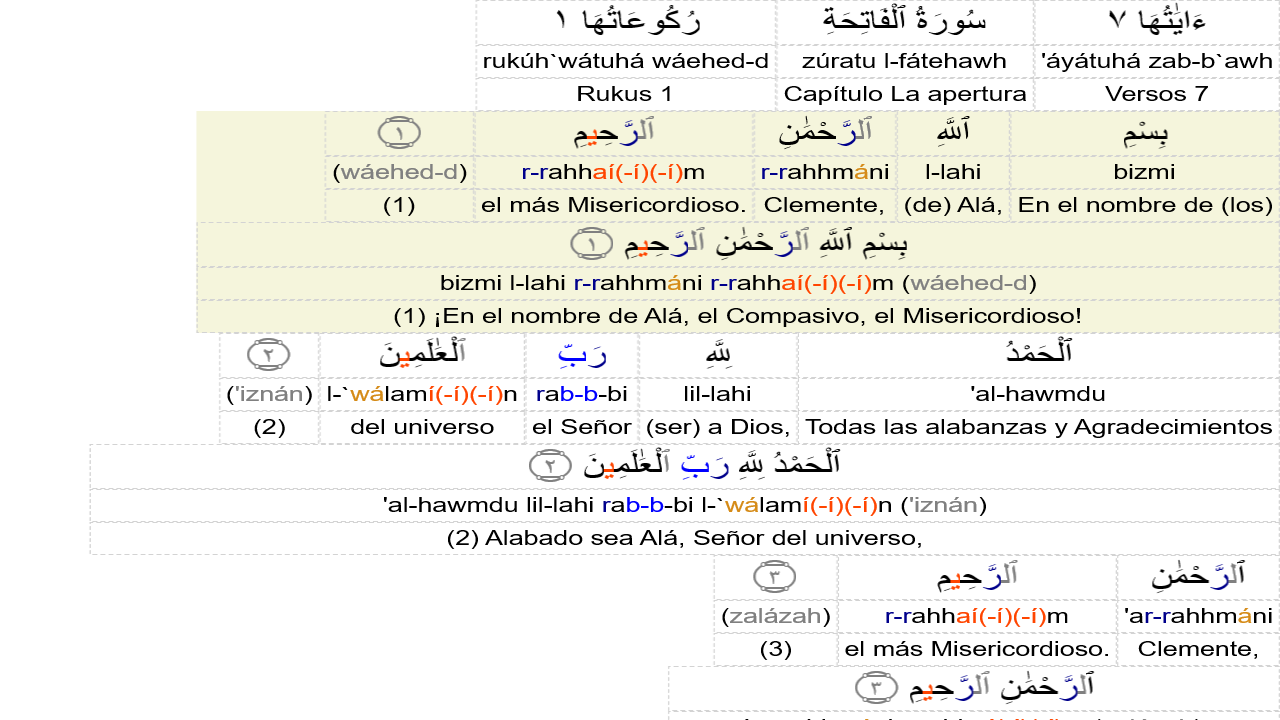 ءَايَٰتُهَا ٧ سُورَةُ ٱلْفَاتِحَةِ رُكُوعَاتُهَا ١
'áyátuhá zab-b`awh zúratu l-fátehawh rukúh`wátuhá wáehed-d
Versos 7 Capítulo La apertura Rukus 1
بِسْمِ ٱللَّهِ ٱلرَّحْمَٰنِ ٱلرَّحِيمِ ١
bizmi l-lahi r-rahhmáni r-rahhaí(-í)(-í)m (wáehed-d)
En el nombre de (los) (de) Alá, Clemente, el más Misericordioso. (1)
بِسْمِ ٱللَّهِ ٱلرَّحْمَٰنِ ٱلرَّحِيمِ ١
bizmi l-lahi r-rahhmáni r-rahhaí(-í)(-í)m (wáehed-d)
(1) ¡En el nombre de Alá, el Compasivo, el Misericordioso!
ٱلْحَمْدُ لِلَّهِ رَبِّ ٱلْعَٰلَمِينَ ٢
'al-hawmdu lil-lahi rab-b-bi l-`wálamí(-í)(-í)n ('iznán)
Todas las alabanzas y Agradecimientos (ser) a Dios, el Señor del universo (2)
ٱلْحَمْدُ لِلَّهِ رَبِّ ٱلْعَٰلَمِينَ ٢
'al-hawmdu lil-lahi rab-b-bi l-`wálamí(-í)(-í)n ('iznán)
(2) Alabado sea Alá, Señor del universo,
ٱلرَّحْمَٰنِ ٱلرَّحِيمِ ٣
'ar-rahhmáni r-rahhaí(-í)(-í)m (zalázah)
Clemente, el más Misericordioso. (3)
ٱلرَّحْمَٰنِ ٱلرَّحِيمِ ٣